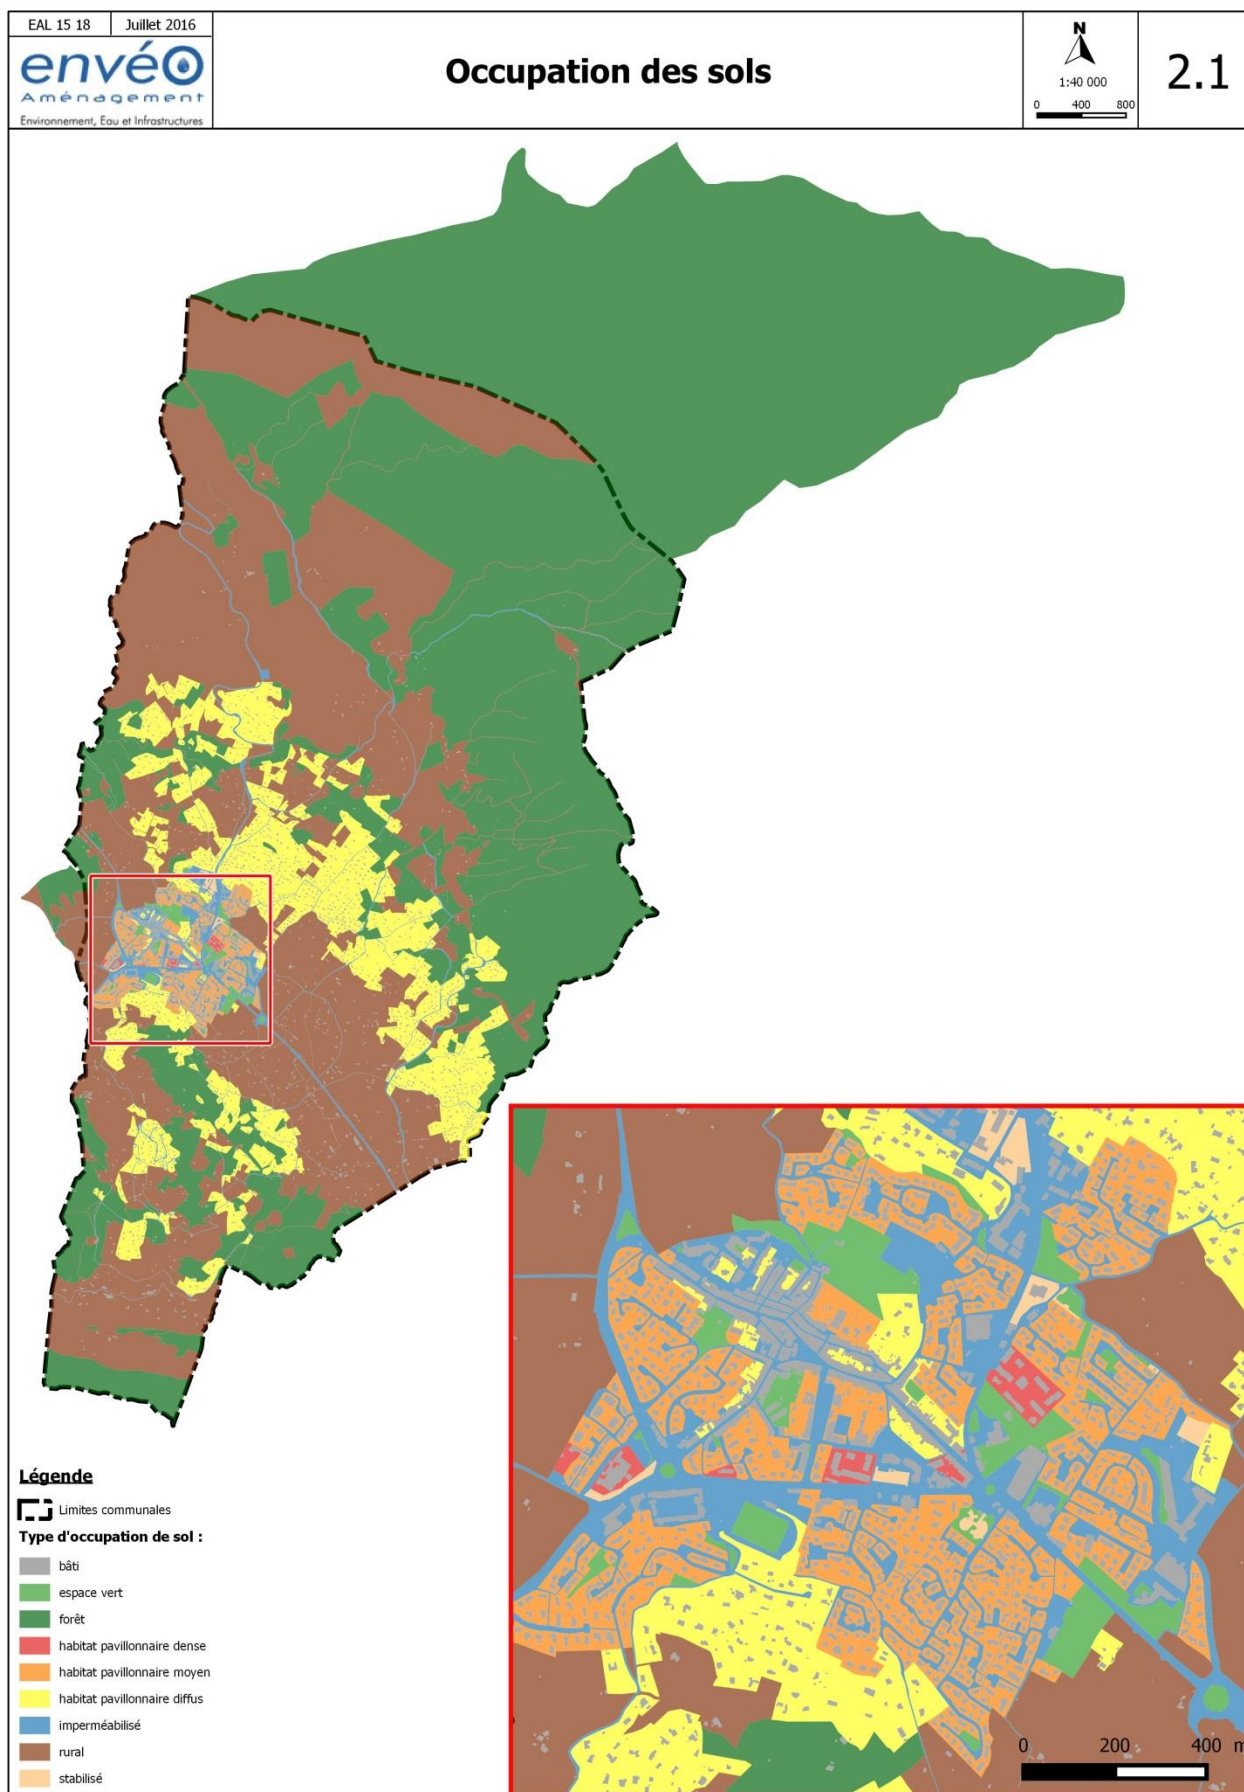 EAL 15 18
Juillet 2016
envéo
Aménagement
Environnement, Eau et Infrastructures
Occupation des sols
N
1:40 000
0 400 800
2.1
Légende
Limites communales
Type d'occupation de sol :
bâti
espace vert
forêt
habitat pavillonnaire dense
habitat pavillonnaire moyen
habitat pavillonnaire diffus
imperméabilisé
rural
stabilisé
0 200 400 m